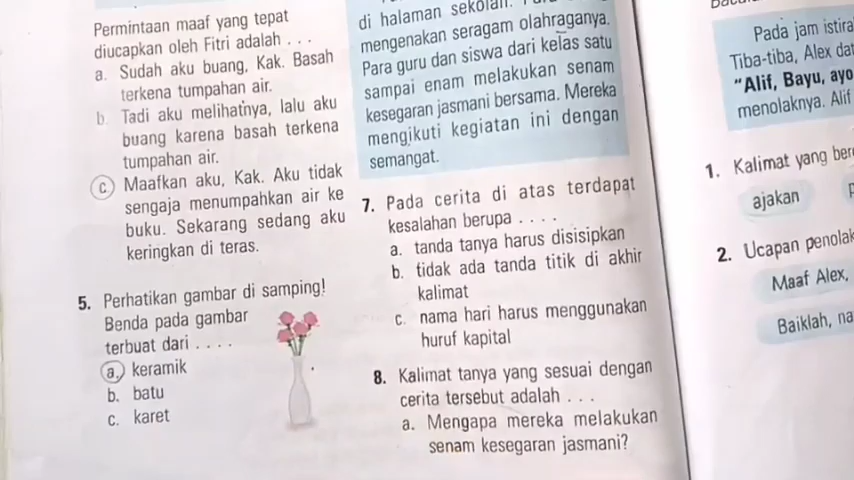 Permintaan maaf yang tepat
diucapkan oleh Fitri adalah . . .
a. Sudah aku buang, Kak. Basah
terkena tumpahan air.
b. Tadi aku melihatnya, lalu aku
buang karena basah terkena
tumpahan air.
c. Maafkan aku, Kak. Aku tidak
sengaja menumpahkan air ke
buku. Sekarang sedang aku
keringkan di teras.
5. Perhatikan gambar di samping!
Benda pada gambar
terbuat dari . . . .
a. keramik
b. batu
c. karet
di halaman sekolah.
mengenakan seragam olahraganya.
Para guru dan siswa dari kelas satu
sampai enam melakukan senam
kesegaran jasmani bersama. Mereka
mengikuti kegiatan ini dengan
semangat.
7. Pada cerita di atas terdapat
kesalahan berupa . . . .
a. tanda tanya harus disisipkan
b. tidak ada tanda titik di akhir
kalimat
c. nama hari harus menggunakan
huruf kapital
8. Kalimat tanya yang sesuai dengan
cerita tersebut adalah . . .
a. Mengapa mereka melakukan
senam kesegaran jasmani?
Pada jam istira
Tiba-tiba, Alex dat
"Alif, Bayu, ayo
menolaknya. Alif
1. Kalimat yang ber
ajakan
2. Ucapan penolak
Maaf Alex,
Baiklah, na